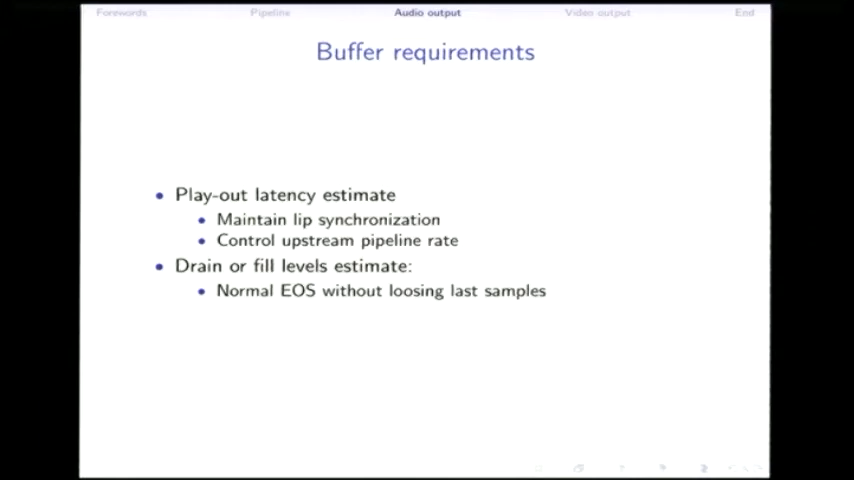 Forewords Pipeline Audio output Video output End
Buffer requirements
Play-out latency estimate
Maintain lip synchronization
Control upstream pipeline rate
Drain or fill levels estimate:
Normal EOS without loosing last samples